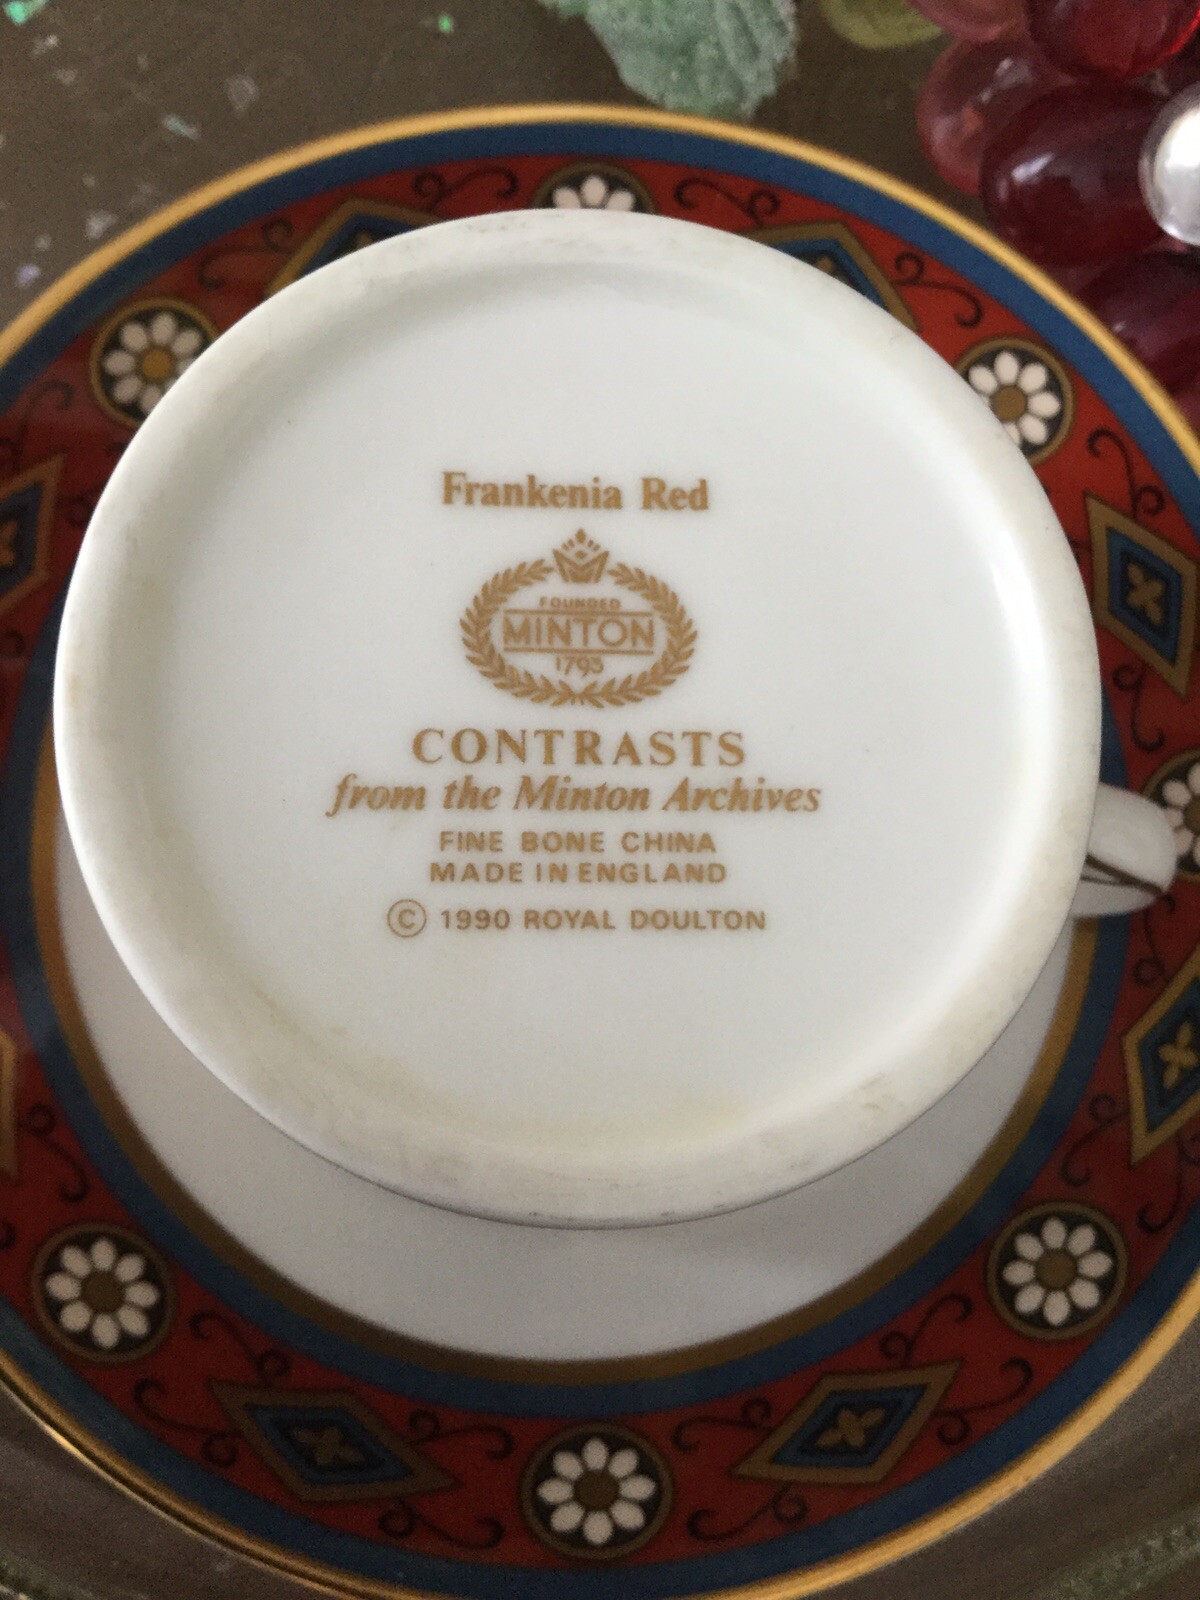 Frankenia Red
FOUNDED
MINTON
1793
CONTRASTS
from the Minton Archives
FINE BONE CHINA
MADE IN ENGLAND
© 1990 ROYAL DOULTON